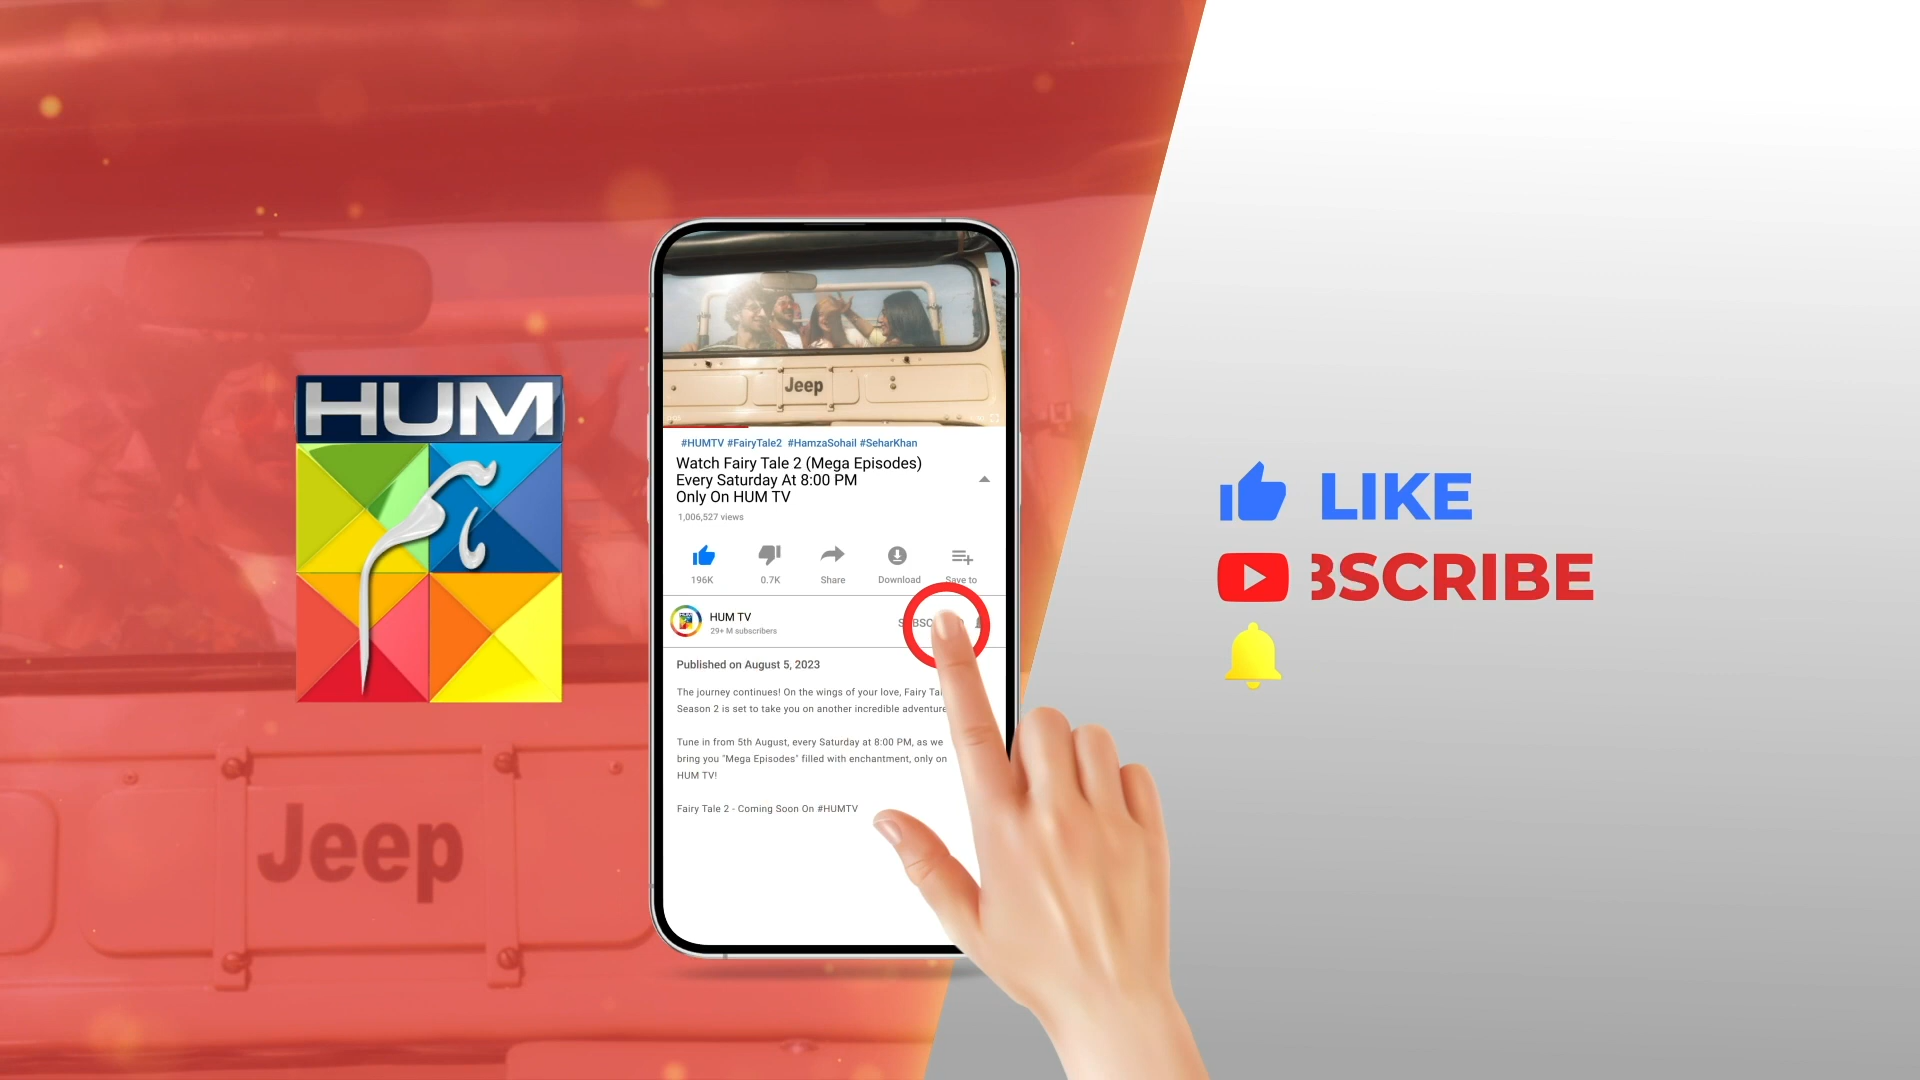 HUM
Jeep
Jeep
#HUMTV #FairyTale2 #HamzaSohail #SeharKhan
Watch Fairy Tale 2 (Mega Episodes)
Every Saturday At 8:00 PM
Only On HUM TV
1,006,527 views
196K
0.7K
Share
Download
Save to
HUM TV
29+ M subscribers
Published on August 5, 2023
The journey continues! On the wings of your love, Fairy
Season 2 is set to take you on another incredible adventure
Tune in from 5th August, every Saturday at 8:00 PM, as we
bring you "Mega Episodes" filled with enchantment, only on
HUM TV!
Fairy Tale 2 - Coming Soon On #HUMTV
LIKE
BSCRIBE